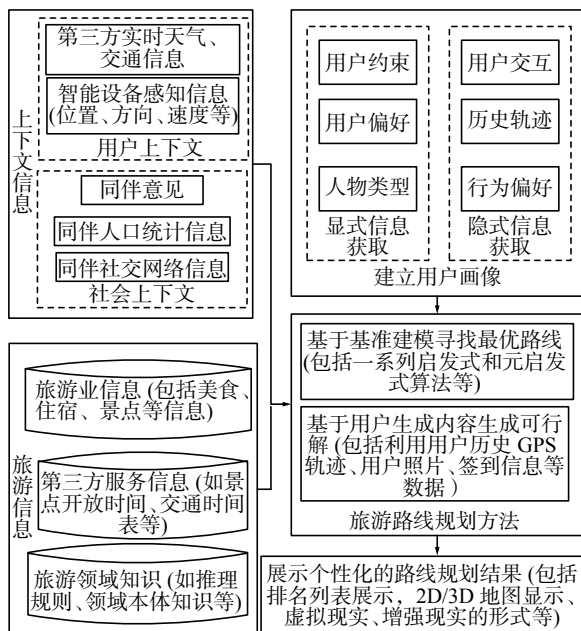 第三方实时天气、
交通信息
智能设备感知信息
(位置、方向、速度等)
用户上下文
上下文信息
同伴意见
同伴人口统计信息
同伴社交网络信息
社会上下文
用户约束
用户偏好
人物类型
显式信息
获取
用户交互
历史轨迹
行为偏好
隐式信息
获取
建立用户画像
旅游业信息 (包括美食、
住宿、景点等信息)
第三方服务信息 (如景
点开放时间、交通时间
表等)
旅游领域知识 (如推理
规则、领域本体知识等)
旅游信息
基于基准建模寻找最优路线
(包括一系列启发式和元启发
式算法等)
基于用户生成内容生成可行
解 (包括利用用户历史 GPS
轨迹、用户照片、签到信息等
数据 )
旅游路线规划方法
展示个性化的路线规划结果 (包括
排名列表展示，2D/3D 地图显示、
虚拟现实、增强现实的形式等)